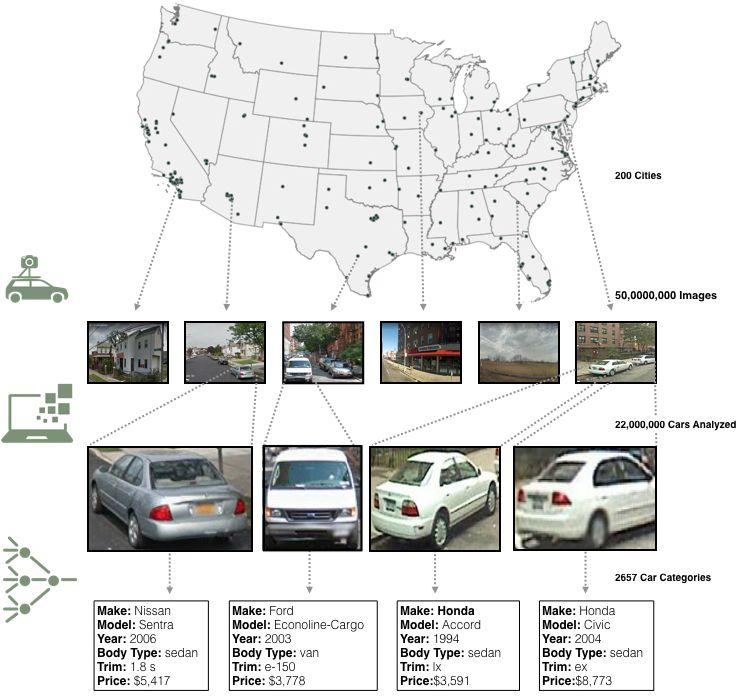 200 Cities
50,0000,000 Images
22,000,000 Cars Analyzed
2657 Car Categories
Make: Nissan
Model: Sentra
Year: 2006
Body Type: sedan
Trim: 1.8 s
Price: $5,417
Make: Ford
Model: Econoline-Cargo
Year: 2003
Body Type: van
Trim: e-150
Price: $3,778
Make: Honda
Model: Accord
Year: 1994
Body Type: sedan
Trim: lx
Price:$3,591
Make: Honda
Model: Civic
Year: 2004
Body Type: sedan
Trim: ex
Price:$8,773